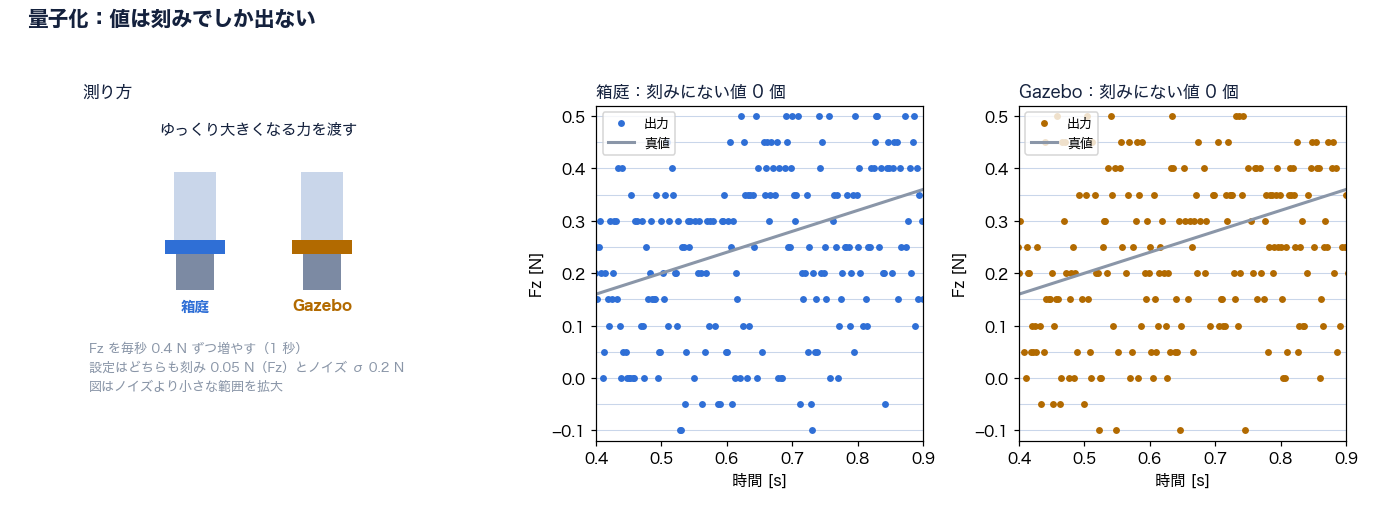 量子化：値は刻みでしか出ない
測り方
ゆっくり大きくなる力を渡す
箱庭
Gazebo
Fz を毎秒 0.4 N ずつ増やす（1 秒）
設定はどちらも刻み 0.05 N（Fz）とノイズ σ 0.2 N
図はノイズより小さな範囲を拡大
箱庭：刻みにない値 0 個
出力
真値
Fz [N]
0.5
0.4
0.3
0.2
0.1
0.0
−0.1
0.4 0.5 0.6 0.7 0.8 0.9
時間 [s]
Gazebo：刻みにない値 0 個
出力
真値
Fz [N]
0.5
0.4
0.3
0.2
0.1
0.0
−0.1
0.4 0.5 0.6 0.7 0.8 0.9
時間 [s]